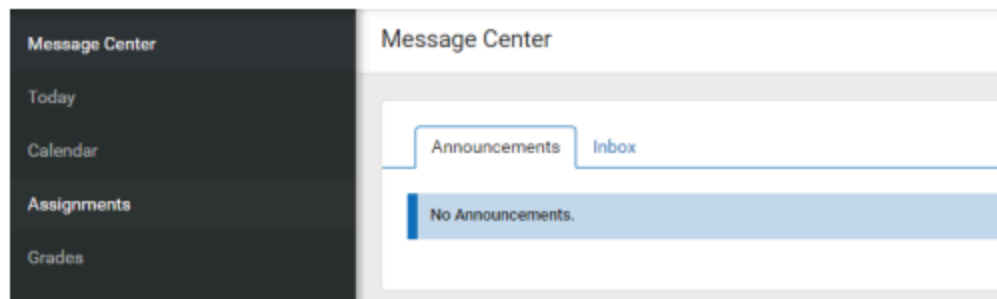 Message Center
Today
Calendar
Assignments
Grades
Message Center
Announcements
Inbox
No Announcements.